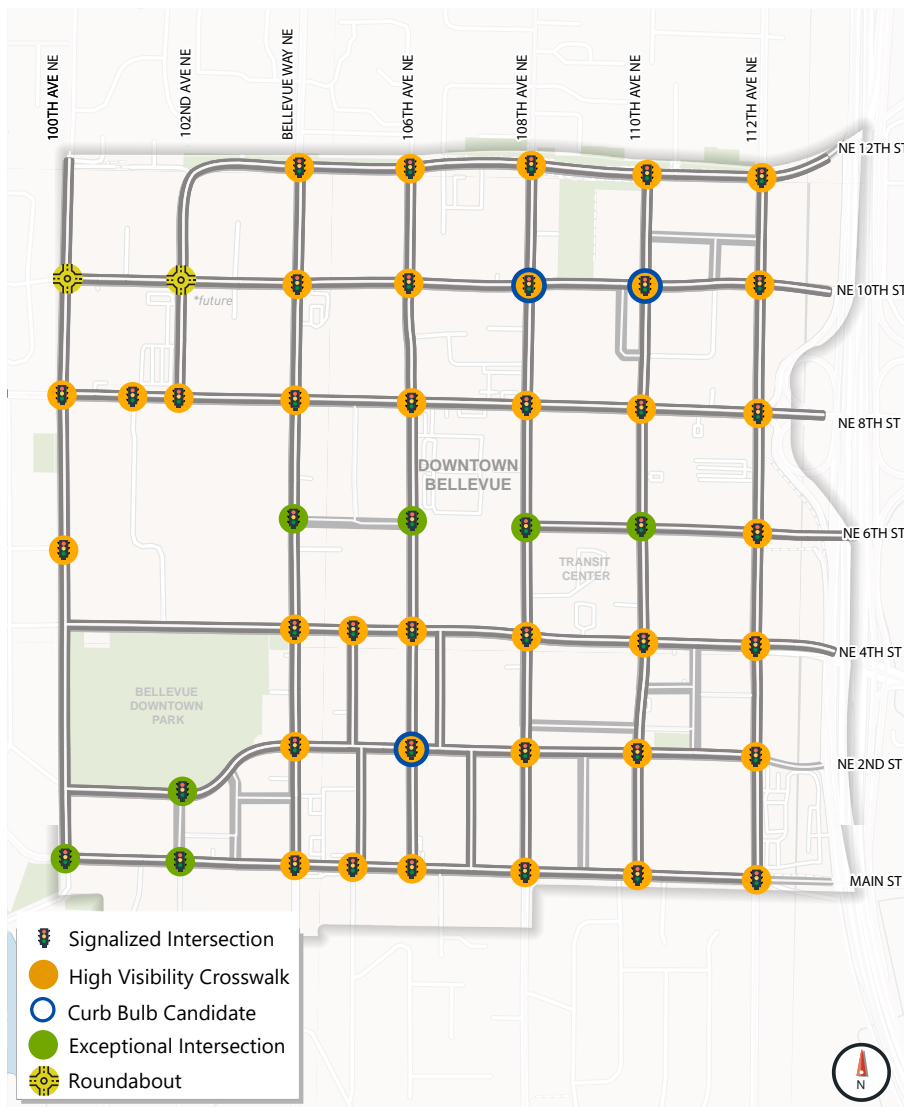 100TH AVE NE
102ND AVE NE
BELLEVUE WAY NE
106TH AVE NE
108TH AVE NE
110TH AVE NE
112TH AVE NE
NE 12TH ST
*future
NE 10TH ST
NE 8TH ST
DOWNTOWN
BELLEVUE
NE 6TH ST
TRANSIT
CENTER
NE 4TH ST
BELLEVUE
DOWNTOWN
PARK
NE 2ND ST
MAIN ST
Signalized Intersection
High Visibility Crosswalk
Curb Bulb Candidate
Exceptional Intersection
Roundabout
N